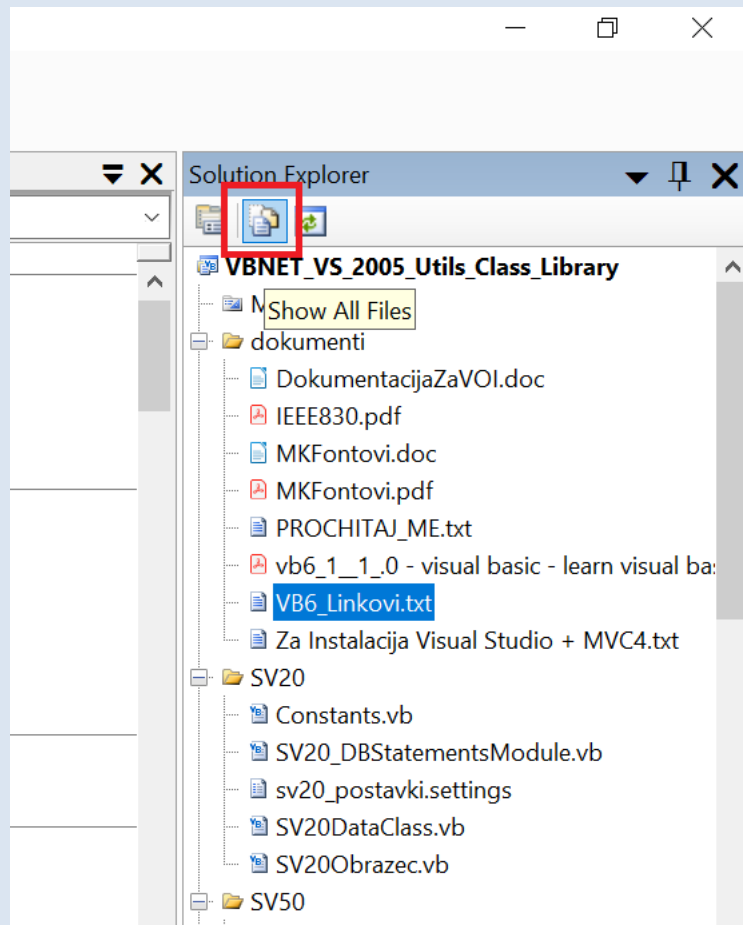 Solution Explorer
VBNET_VS_2005_Utils_Class_Library
Show All Files
dokumenti
DokumentacijaZaVOI.doc
IEEE830.pdf
MKFontovi.doc
MKFontovi.pdf
PROCHITAJ_ME.txt
vb6_1__1_.0 - visual basic - learn visual
VB6_Linkovi.txt
Za Instalacija Visual Studio + MVC4.txt
SV20
Constants.vb
SV20_DBStatementsModule.vb
sv20_postavki.settings
SV20DataClass.vb
SV20Obrazec.vb
SV50